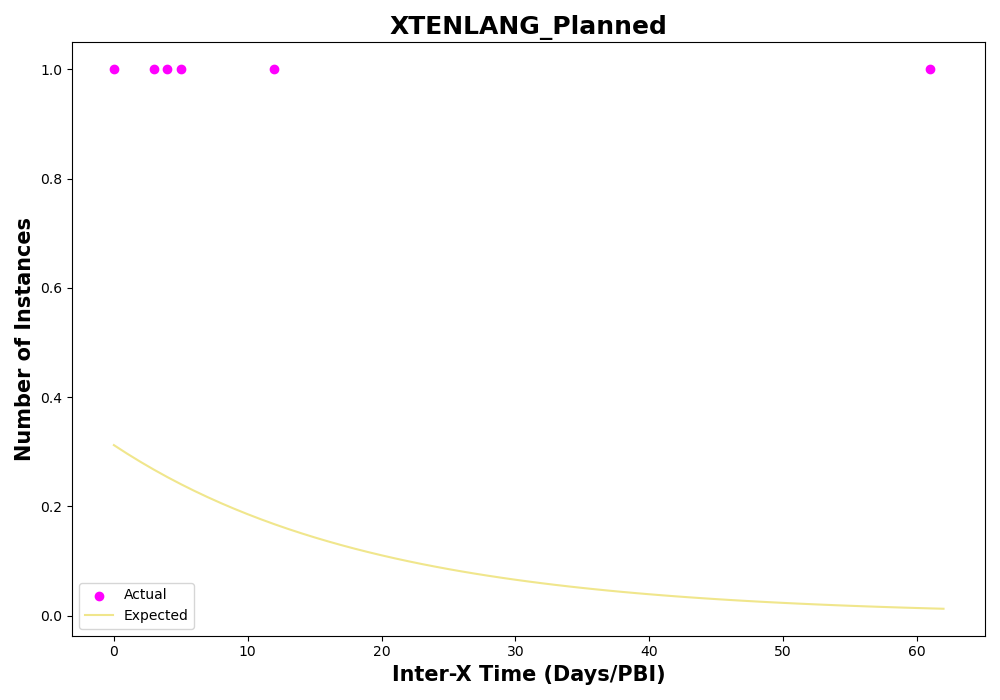 XTENLANG_Planned
Number of Instances
1.0
0.8
0.6
0.4
0.2
0.0
Actual
Expected
0 10 20 30 40 50 60
Inter-X Time (Days/PBI)